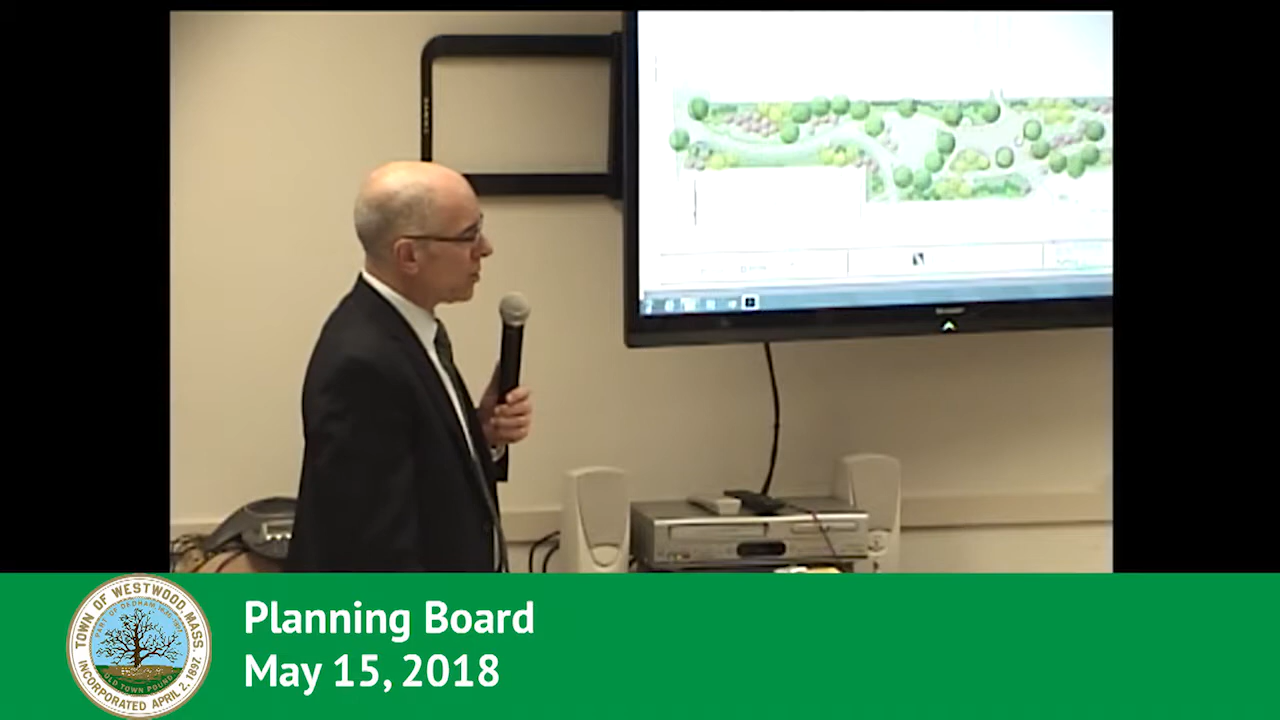 Planning Board
May 15, 2018
TOWN OF WESTWOOD, MASS
INCORPORATED APRIL 2, 1897.
OLD TOWN POUND